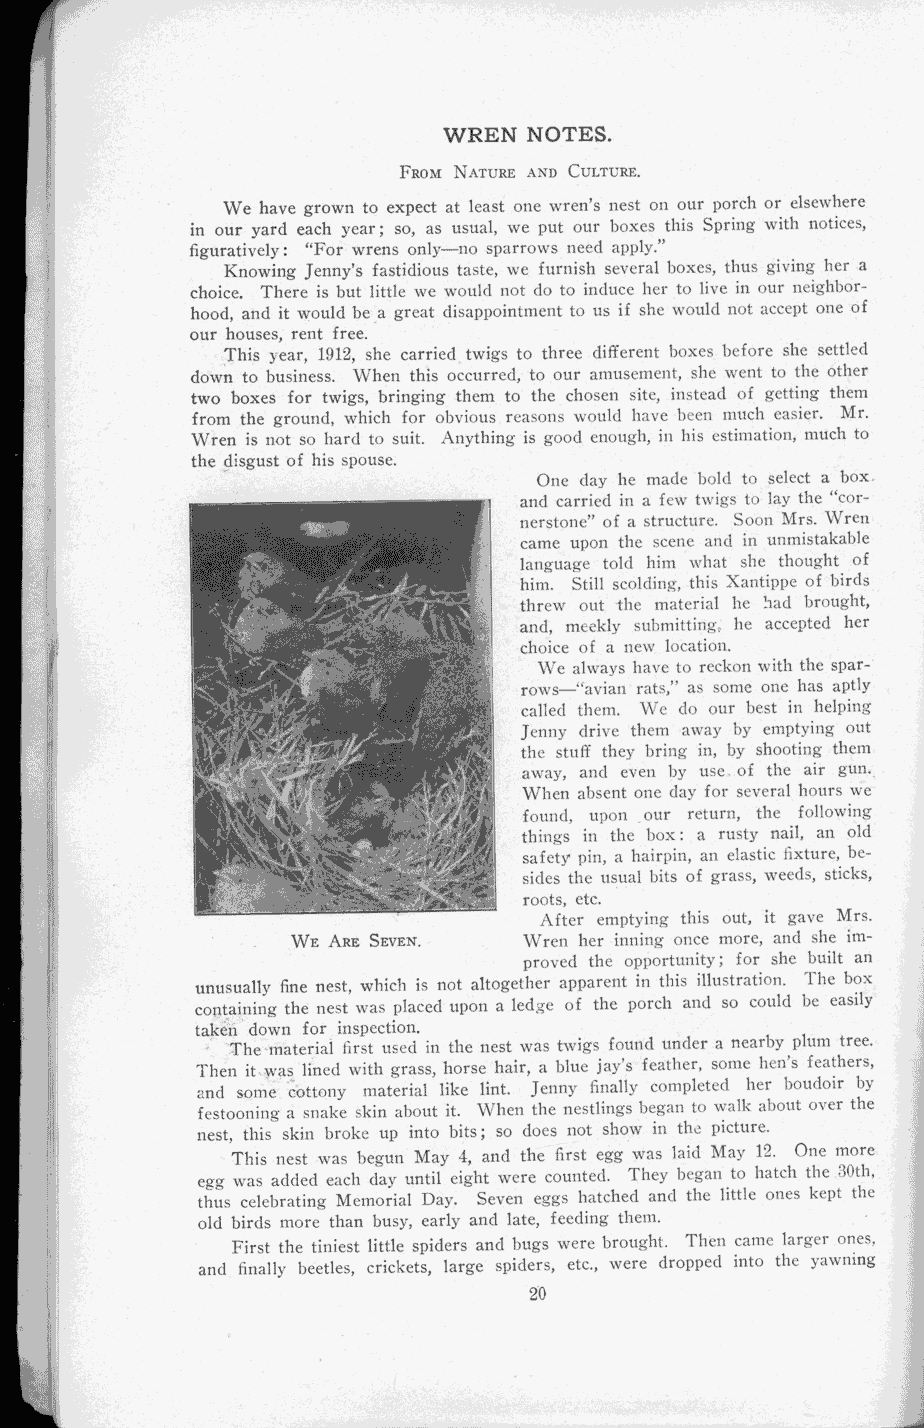 WREN NOTES.
From Nature and Culture.
We have grown to expect at least one wren's nest on our porch or elsewhere
in our yard each year; so, as usual, we put our boxes this Spring with notices,
figuratively: "For wrens only—no sparrows need apply."
Knowing Jenny's fastidious taste, we furnish several boxes, thus giving her a
choice. There is but little we would not do to induce her to live in our neighbor-
hood, and it would be a great disappointment to us if she would not accept one of
our houses, rent free.
This year, 1912, she carried twigs to three different boxes before she settled
down to business. When this occurred, to our amusement, she went to the other
two boxes for twigs, bringing them to the chosen site, instead of getting them
from the ground, which for obvious reasons would have been much easier. Mr.
Wren is not so hard to suit. Anything is good enough, in his estimation, much to
the disgust of his spouse.
One day he made bold to select a box
and carried in a few twigs to lay the "cor-
nerstone" of a structure. Soon Mrs. Wren
came upon the scene and in unmistakable
language told him what she thought of
him. Still scolding, this Xantippe of birds
threw out the material he had brought,
and, meekly submitting, he accepted her
choice of a new location.
We always have to reckon with the spar-
rows—"avian rats," as some one has aptly
called them. We do our best in helping
Jenny drive them away by emptying out
the stuff they bring in, by shooting them
away, and even by use of the air gun.
When absent one day for several hours we
found, upon our return, the following
things in the box: a rusty nail, an old
safety pin, a hairpin, an elastic fixture, be-
sides the usual bits of grass, weeds, sticks,
roots, etc.
After emptying this out, it gave Mrs.
Wren her inning once more, and she im-
proved the opportunity; for she built an
We Are Seven.
unusually fine nest, which is not altogether apparent in this illustration. The box
containing the nest was placed upon a ledge of the porch and so could be easily
taken down for inspection.
The material first used in the nest was twigs found under a nearby plum tree.
Then it was lined with grass, horse hair, a blue jay's feather, some hen's feathers,
and some cottony material like lint. Jenny finally completed her boudoir by
festooning a snake skin about it. When the nestlings began to walk about over the
nest, this skin broke up into bits; so does not show in the picture.
This nest was begun May 4, and the first egg was laid May 12. One more
egg was added each day until eight were counted. They began to hatch the 30th,
thus celebrating Memorial Day. Seven eggs hatched and the little ones kept the
old birds more than busy, early and late, feeding them.
First the tiniest little spiders and bugs were brought. Then came larger ones,
and finally beetles, crickets, large spiders, etc., were dropped into the yawning
20